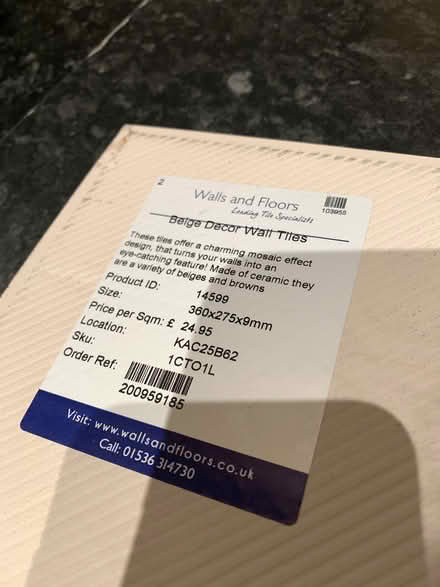 2
Walls and Floors
Leading Tile Specialists
103955
Beige Decor Wall Tiles
These tiles offer a charming mosaic effect
design, that turns your walls into an
eye-catching feature! Made of ceramic they
are a variety of beiges and browns
Product ID: 14599
Size: 360x275x9mm
Price per Sqm: £ 24.95
Location: KAC25B62
Sku: 1CTO1L
Order Ref:
200959185
Visit: www.wallsandfloors.co.uk
Call: 01536 314730